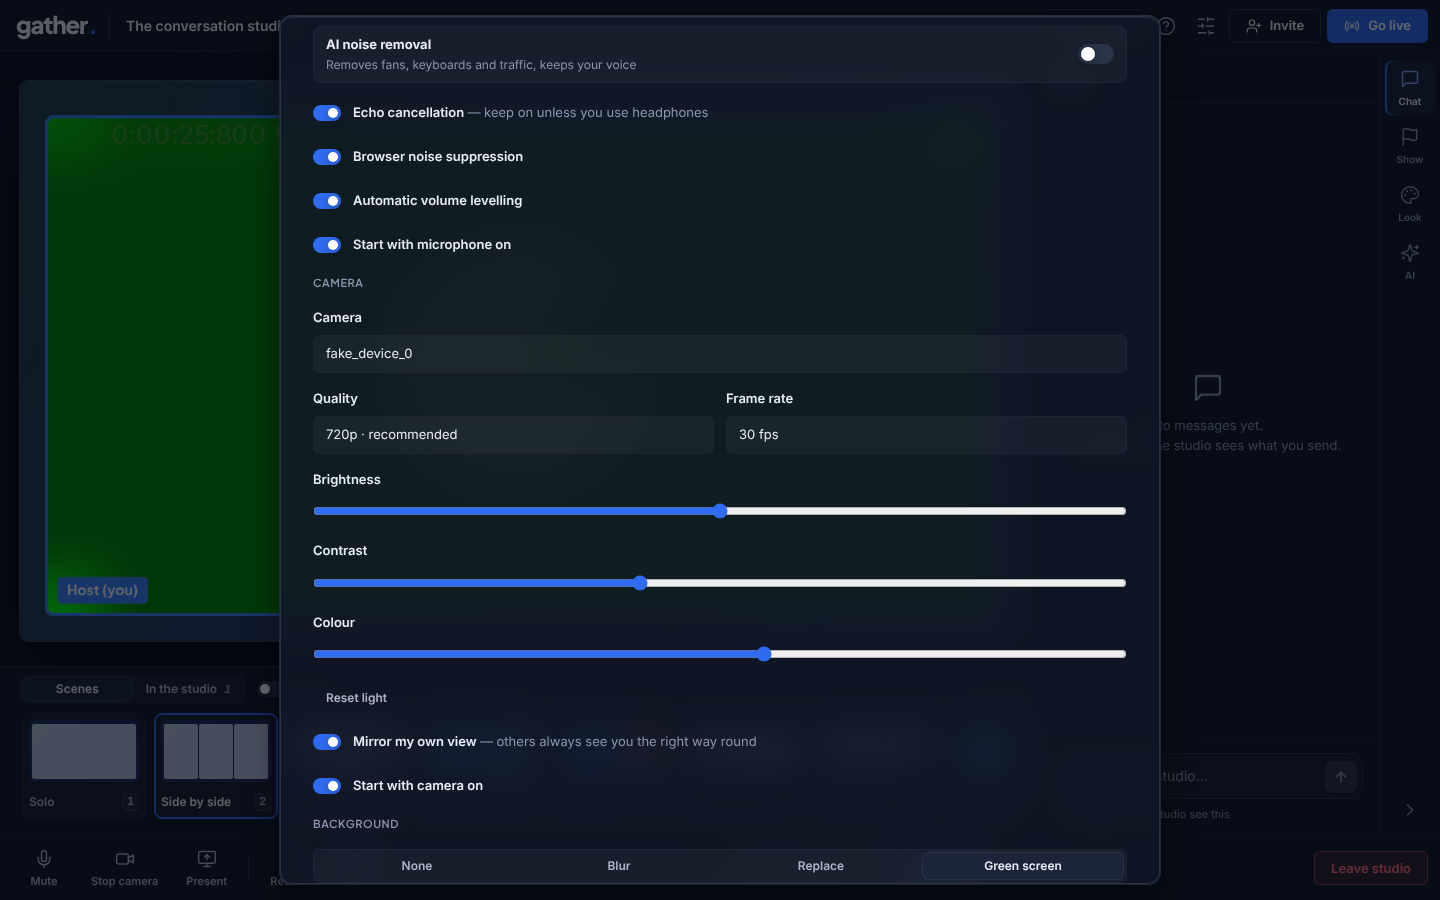 gather.
The conversation studi
Invite
Go live
AI noise removal
Removes fans, keyboards and traffic, keeps your voice
Echo cancellation — keep on unless you use headphones
Browser noise suppression
Automatic volume levelling
Start with microphone on
CAMERA
Camera
fake_device_0
Quality
Frame rate
720p · recommended
30 fps
Brightness
Contrast
Colour
Reset light
Mirror my own view — others always see you the right way round
Start with camera on
BACKGROUND
None
Blur
Replace
Green screen
0:00:25:800
Host (you)
Scenes
In the studio 1
Solo
1
Side by side
2
Mute
Stop camera
Present
Chat
Show
Look
AI
messages yet.
studio sees what you send.
studio see this
Leave studio